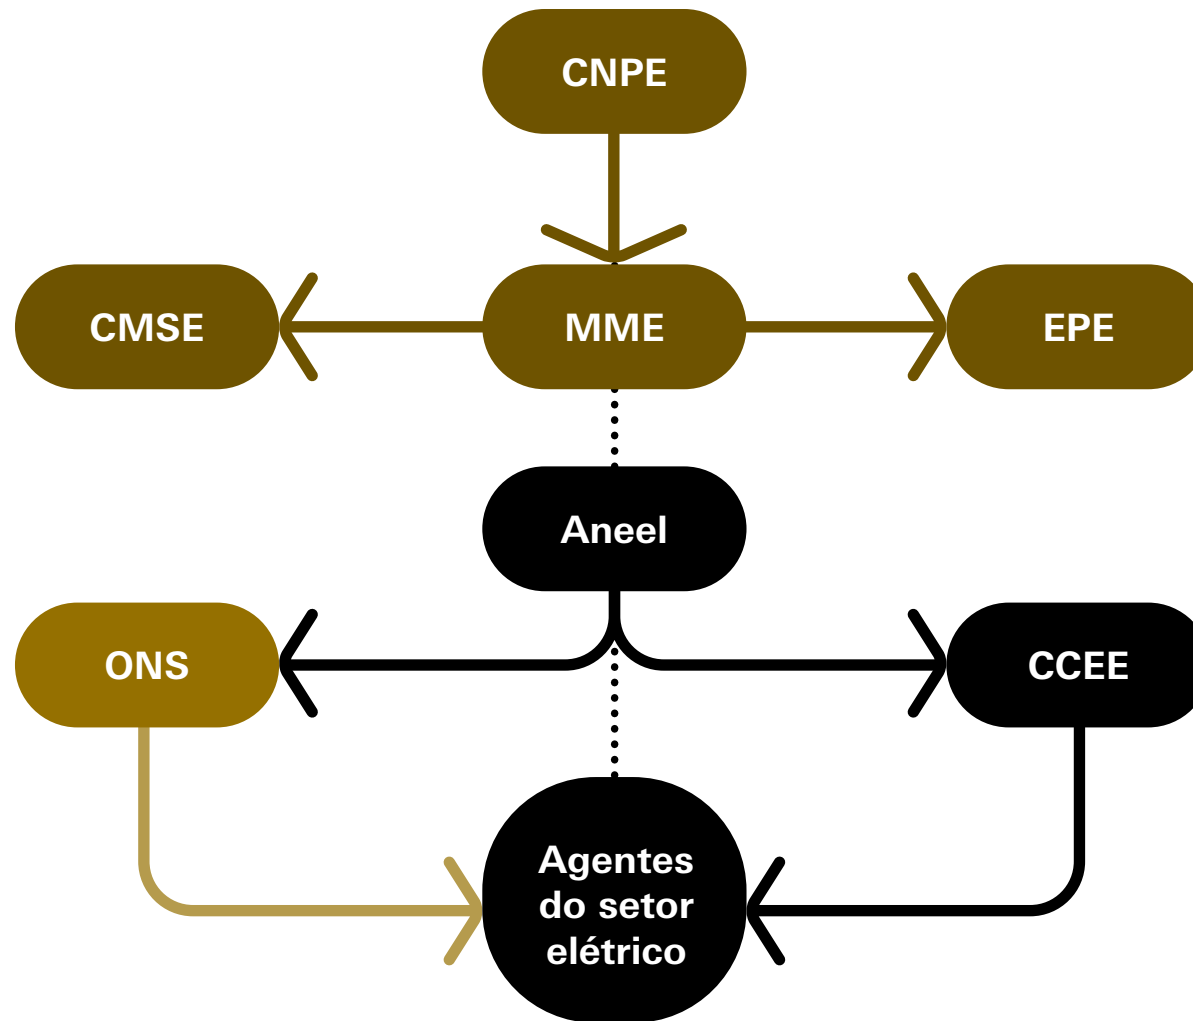 CNPE
CMSE
MME
EPE
Aneel
ONS
CCEE
Agentes
do setor
elétrico